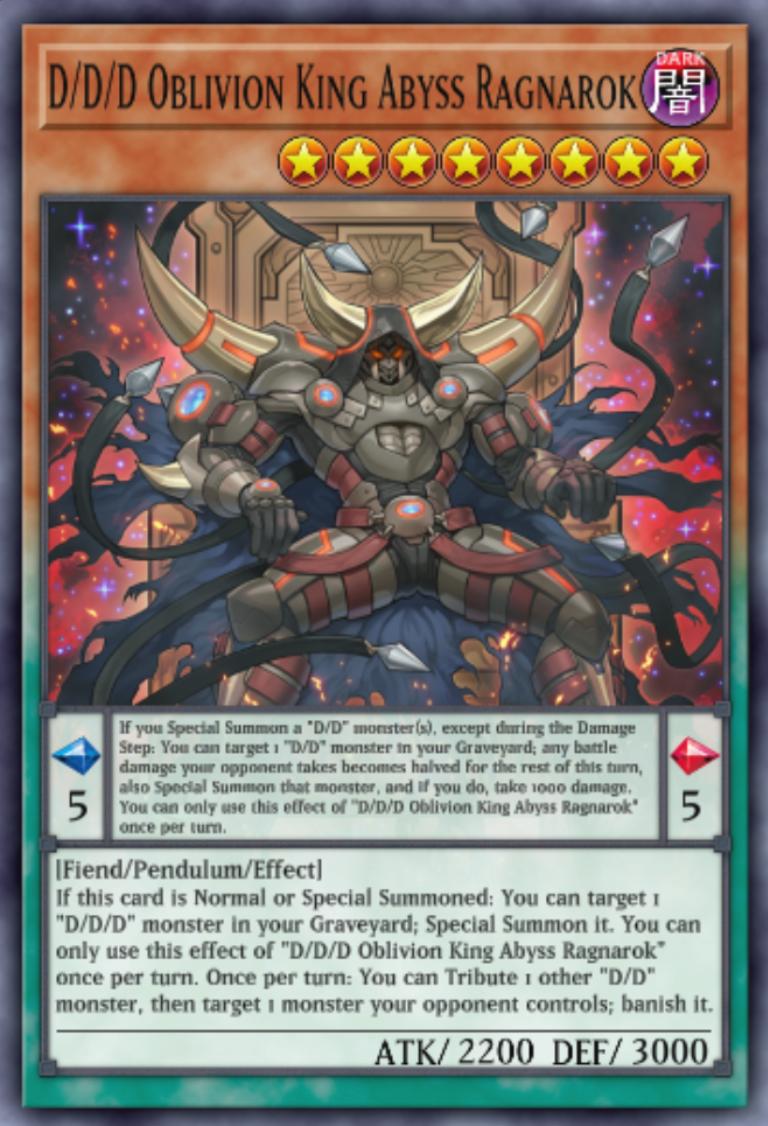 D/D/D Oblivion King Abyss Ragnarok
DARK
闇
If you Special Summon a "D/D" monster(s), except during the Damage
Step: You can target 1 "D/D" monster in your Graveyard; any battle
damage your opponent takes becomes halved for the rest of this turn,
also Special Summon that monster, and if you do, take 1000 damage.
You can only use this effect of "D/D/D Oblivion King Abyss Ragnarok"
once per turn.
5
5
[Fiend/Pendulum/Effect]
If this card is Normal or Special Summoned: You can target 1
"D/D/D" monster in your Graveyard; Special Summon it. You can
only use this effect of "D/D/D Oblivion King Abyss Ragnarok"
once per turn. Once per turn: You can Tribute 1 other "D/D"
monster, then target 1 monster your opponent controls; banish it.
ATK/ 2200 DEF/ 3000